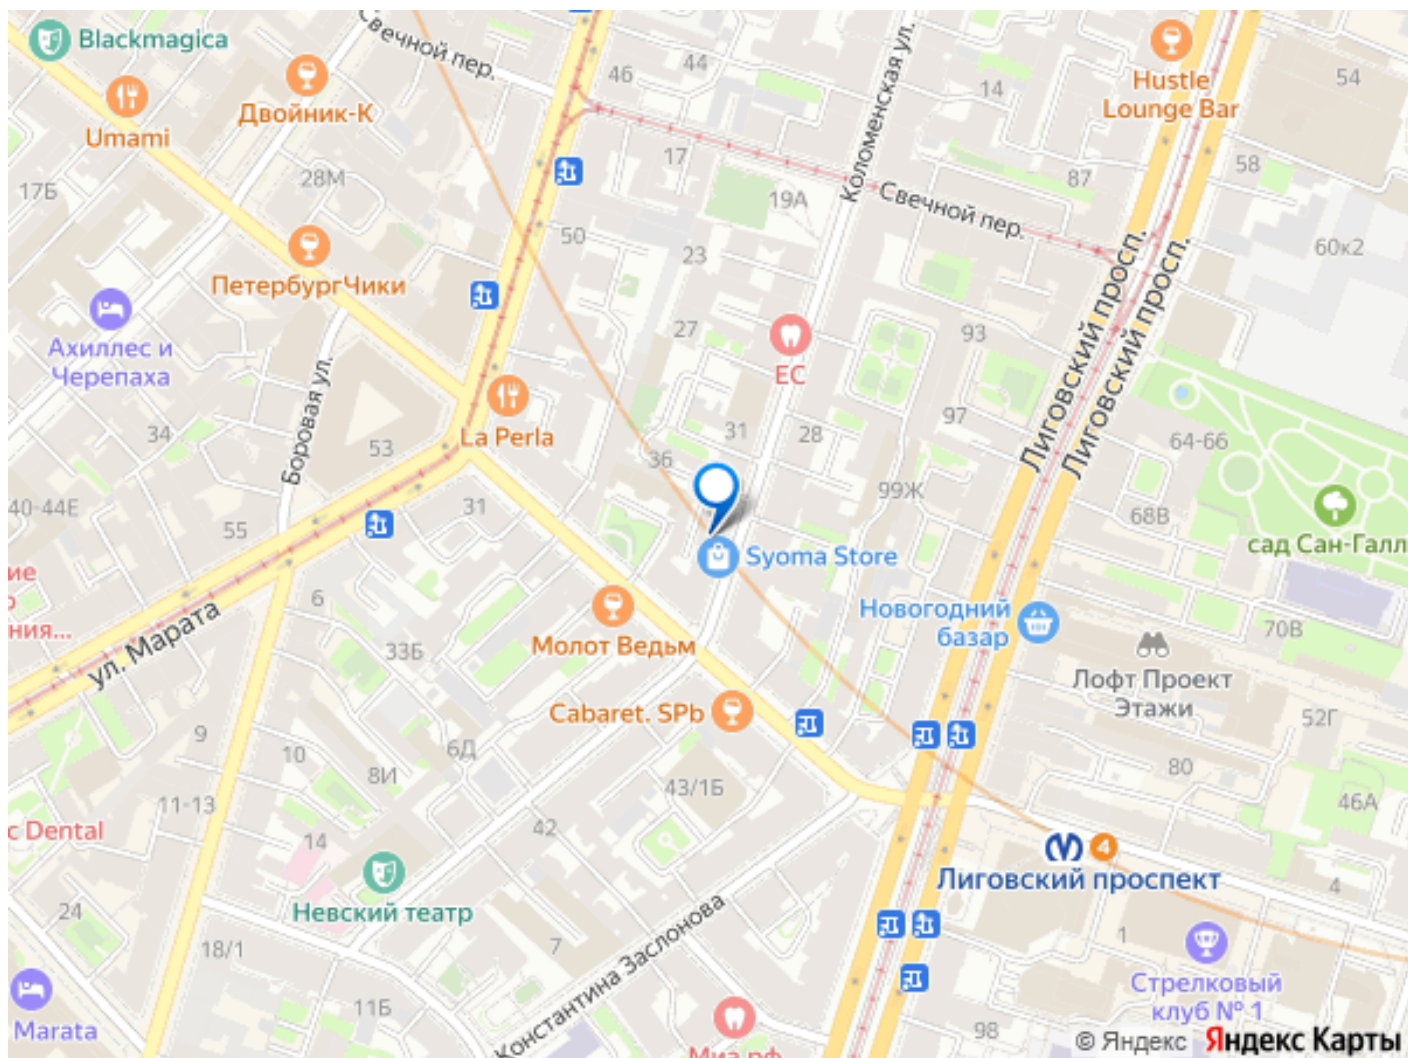 Blackmagica
Свечной пер.
46
44
Коломенская ул.
14
Hustle
Lounge Bar
54
Umami
Двойник-К
17
58
87
28М
17Б
19А
Свечной пер.
50
23
60к2
ПетербургЧики
Лиговский просп.
Лиговский просп.
27
93
Ахиллес и
Черепаха
ЕС
Боровая ул.
La Perla
34
53
31
28
97
64-66
36
99Ж
40-44Е
55
31
68В
сад Сан-Галл
Syoma Store
ие
ния...
6
Новогодний
базар
70В
ул. Марата
33Б
Молот Ведьм
Лофт Проект
Этажи
Cabaret. SPb
52Г
9
10
6Д
8И
43/1Б
80
11-13
46А
c Dental
14
42
4
Лиговский проспект
4
Невский театр
24
18/1
7
Константина Заслонова
1
Стрелковый
клуб № 1
Marata
11Б
98
Миа.рф
© Яндекс Яндекс Карты